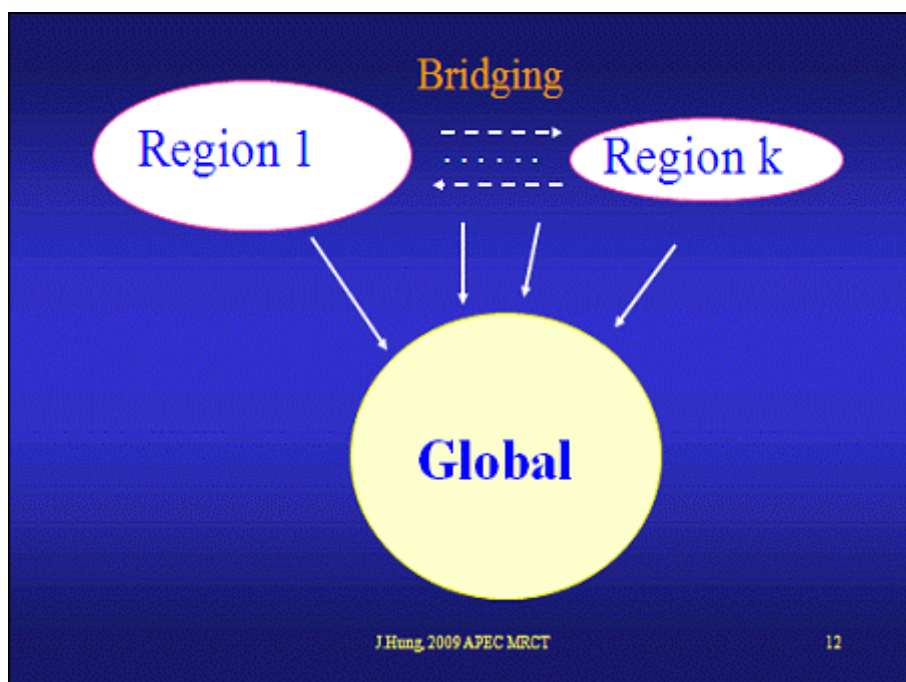 Bridging
Region 1
Region k
Global
J.Hung, 2009 APEC MRCT
12